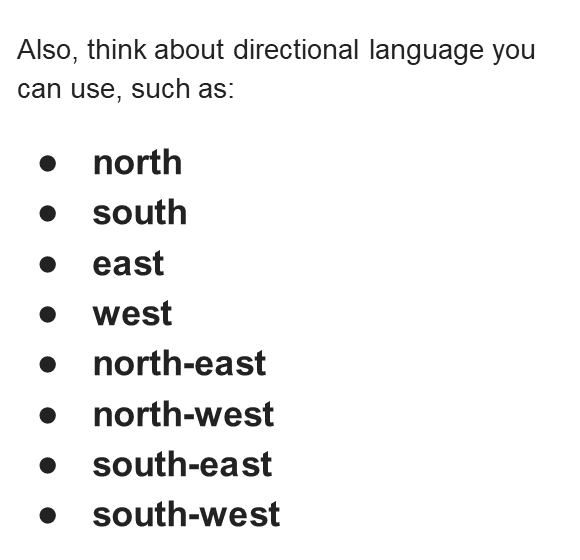 Also, think about directional language you
can use, such as:
● north
● south
● east
● west
● north-east
● north-west
● south-east
● south-west